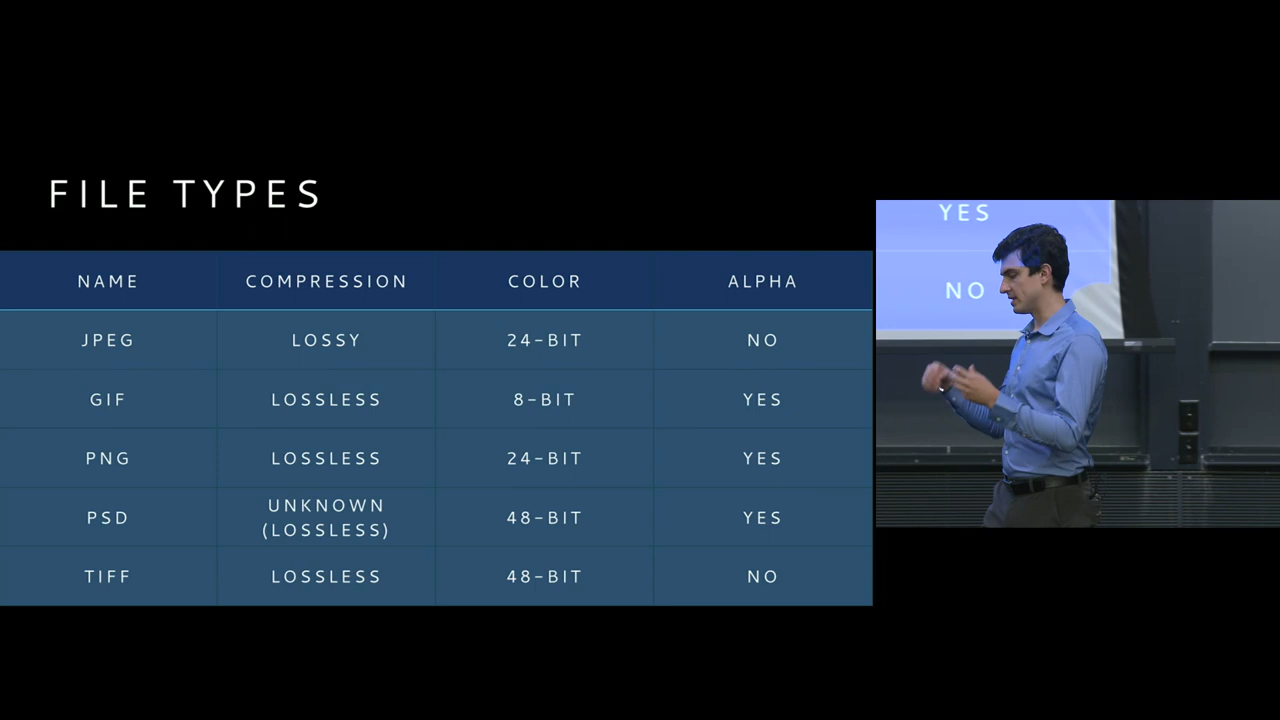 FILE TYPES
NAME COMPRESSION COLOR ALPHA
JPEG LOSSY 24-BIT NO
GIF LOSSLESS 8-BIT YES
PNG LOSSLESS 24-BIT YES
PSD UNKNOWN (LOSSLESS) 48-BIT YES
TIFF LOSSLESS 48-BIT NO
YES
NO